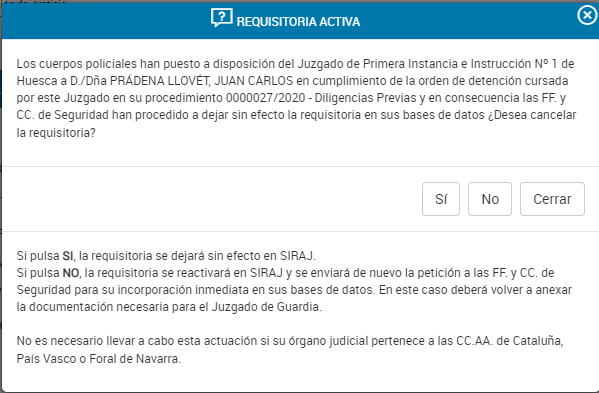 REQUISITORIA ACTIVA
Los cuerpos policiales han puesto a disposición del Juzgado de Primera Instancia e Instrucción Nº 1 de
Huesca a D./Dña PRÁDENA LLOVÉT, JUAN CARLOS en cumplimiento de la orden de detención cursada
por este Juzgado en su procedimiento 0000027/2020 - Diligencias Previas y en consecuencia las FF. y
CC. de Seguridad han procedido a dejar sin efecto la requisitoria en sus bases de datos ¿Desea cancelar
la requisitoria?
Sí No Cerrar
Si pulsa SI, la requisitoria se dejará sin efecto en SIRAJ.
Si pulsa NO, la requisitoria se reactivará en SIRAJ y se enviará de nuevo la petición a las FF. y CC. de
Seguridad para su incorporación inmediata en sus bases de datos. En este caso deberá volver a anexar
la documentación necesaria para el Juzgado de Guardia.
No es necesario llevar a cabo esta actuación si su órgano judicial pertenece a las CC.AA. de Cataluña,
País Vasco o Foral de Navarra.